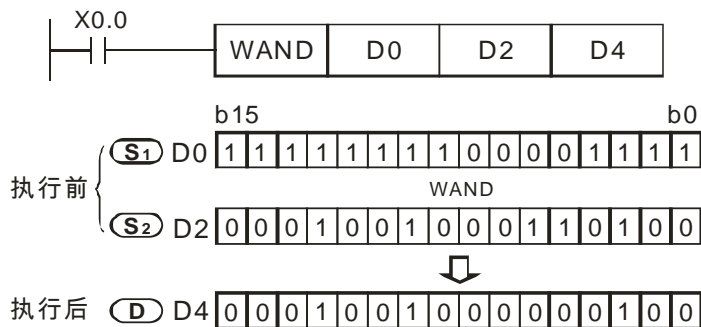 X0.0
WAND D0 D2 D4
b15 b0
S1 D0 1 1 1 1 1 1 1 1 0 0 0 0 1 1 1 1
执行前 WAND
S2 D2 0 0 0 1 0 0 1 0 0 0 1 1 0 1 0 0
执行后 D D4 0 0 0 1 0 0 1 0 0 0 0 0 0 1 0 0